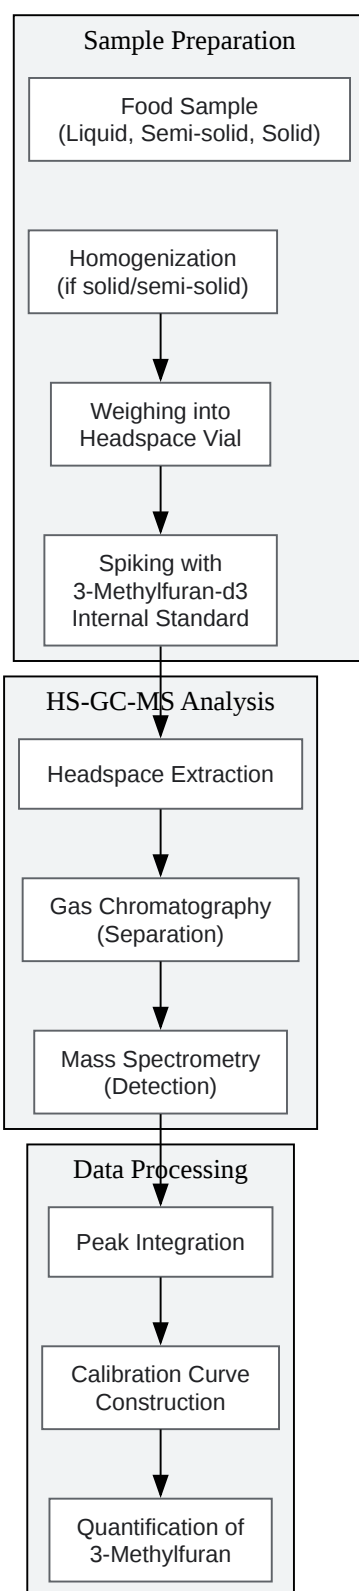 Sample Preparation
Food Sample
(Liquid, Semi-solid, Solid)
Homogenization
(if solid/semi-solid)
Weighing into
Headspace Vial
Spiking with
3-Methylfuran-d3
Internal Standard
HS-GC-MS Analysis
Headspace Extraction
Gas Chromatography
(Separation)
Mass Spectrometry
(Detection)
Data Processing
Peak Integration
Calibration Curve
Construction
Quantification of
3-Methylfuran